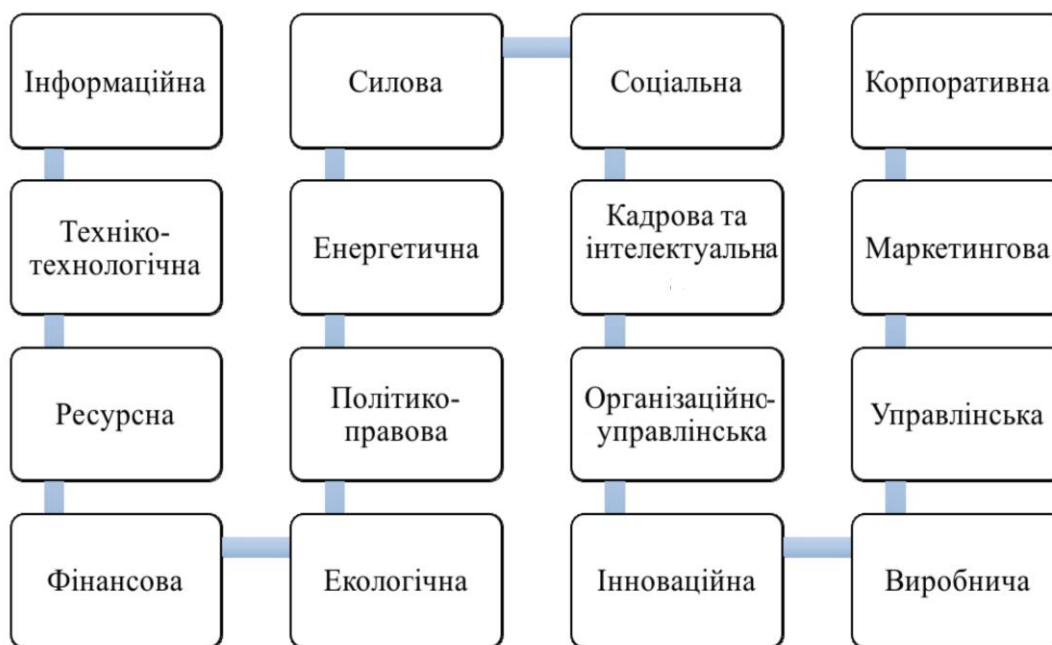 Інформаційна
Техніко-
технологічна
Ресурсна
Фінансова
Екологічна
Політико-
правова
Енергетична
Силова
Соціальна
Кадрова та
інтелектуальна
Організаційно-
управлінська
Інноваційна
Виробнича
Управлінська
Маркетингова
Корпоративна